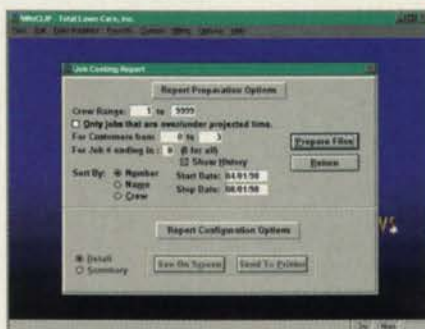 WinCLIP - Total Lawn Care, Inc.
Job Costing Report
Report Preparation Options
Crew Range: 1 to 9999
Only jobs that are over/under projected time.
For Customers from 0 to
For Job # ending in: 0 (0 for all)
Show History
Sort By: Number
Name
Crew
Start Date: 04/01/98
Stop Date: 08/01/98
Prepare Files
Return
Report Configuration Options
Detail
Summary
See On Screen
Send To Printer
VS